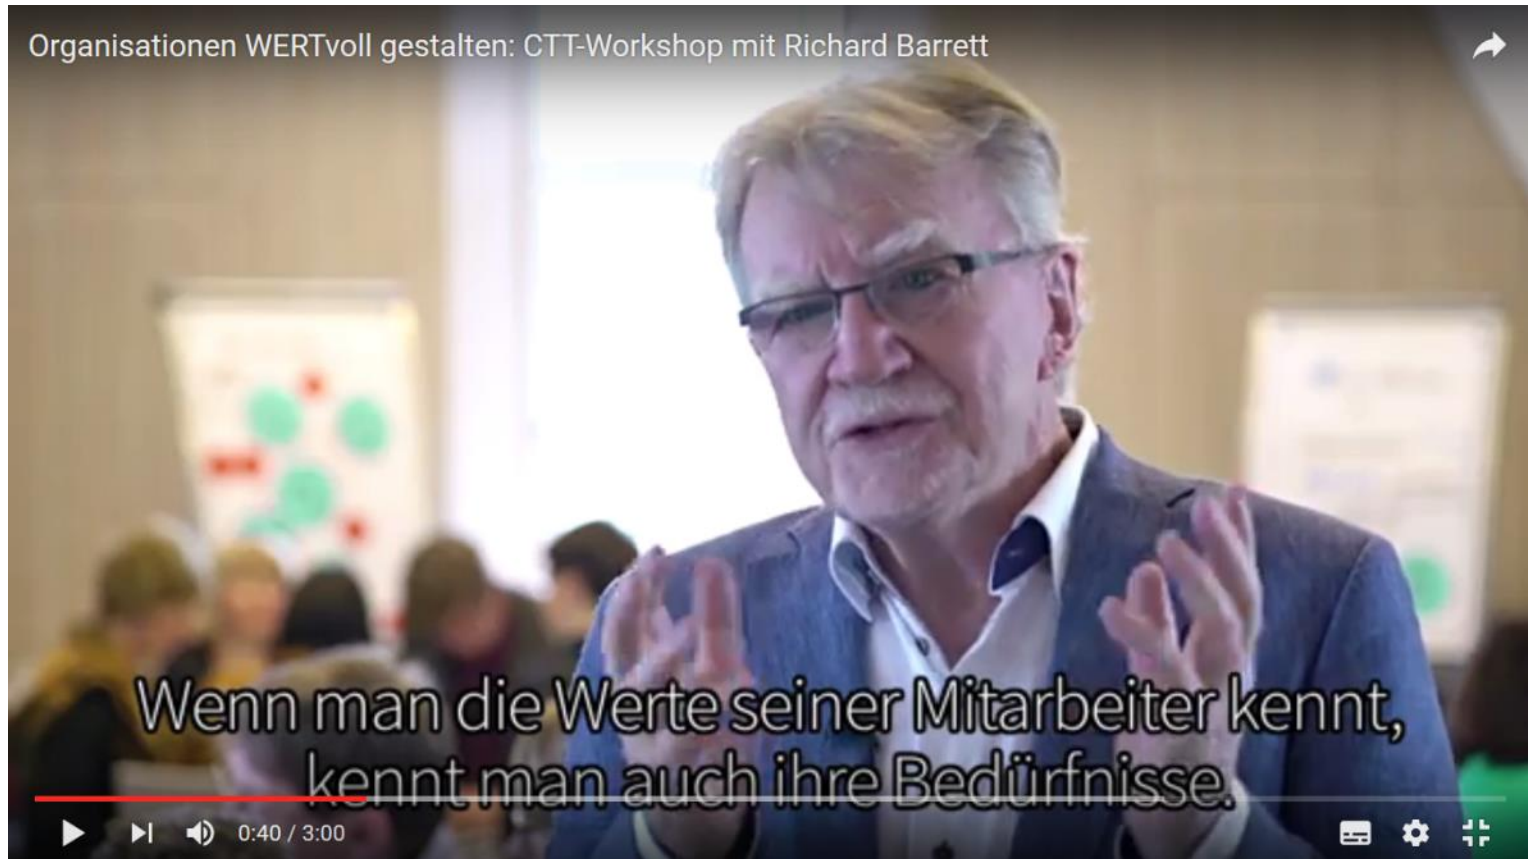 Organisationen WERTvoll gestalten: CTT-Workshop mit Richard Barrett
Wenn man die Werte seiner Mitarbeiter kennt,
kennt man auch ihre Bedürfnisse.
0:40 / 3:00